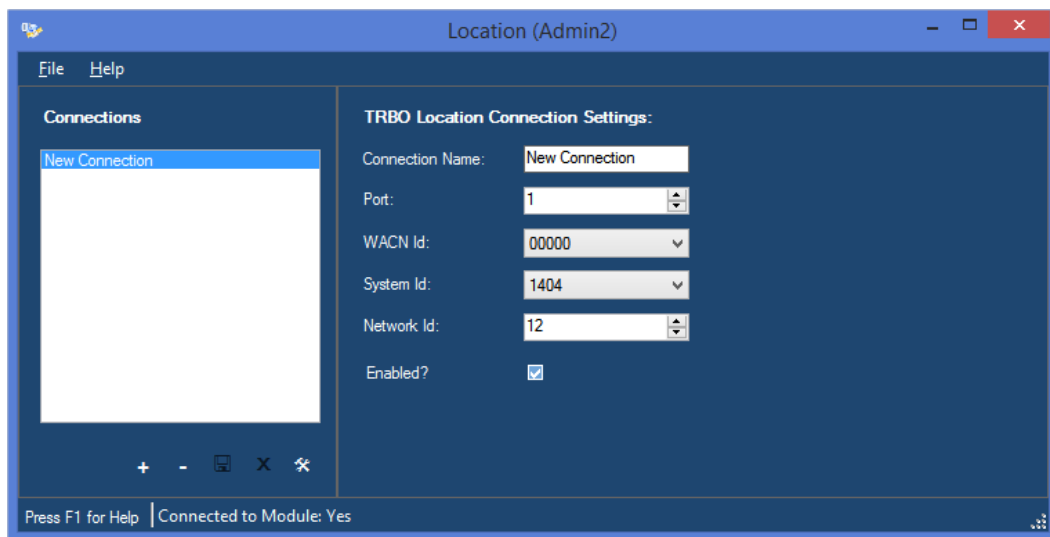 Location (Admin2)
File Help
Connections
New Connection
+ -
TRBO Location Connection Settings:
Connection Name: New Connection
Port: 1
WACN Id: 00000
System Id: 1404
Network Id: 12
Enabled?
Press F1 for Help Connected to Module: Yes